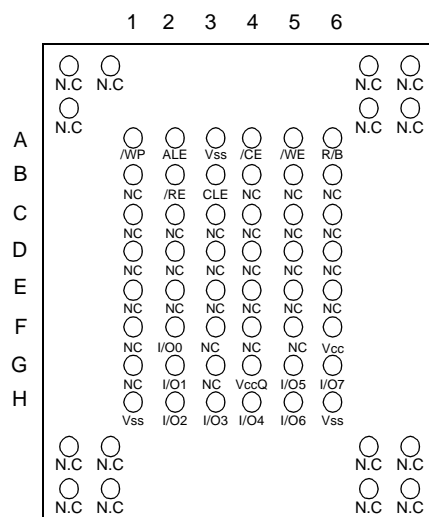 1 2 3 4 5 6
N.C N.C N.C N.C
N.C N.C N.C
A
/WP ALE Vss /CE /WE R/B
B
NC /RE CLE NC NC NC
C
NC NC NC NC NC NC
D
NC NC NC NC NC NC
E
NC NC NC NC NC NC
F
NC I/O0 NC NC NC Vcc
G
NC I/O1 NC VccQ I/O5 I/O7
H
Vss I/O2 I/O3 I/O4 I/O6 Vss
N.C N.C N.C N.C
N.C N.C N.C N.C